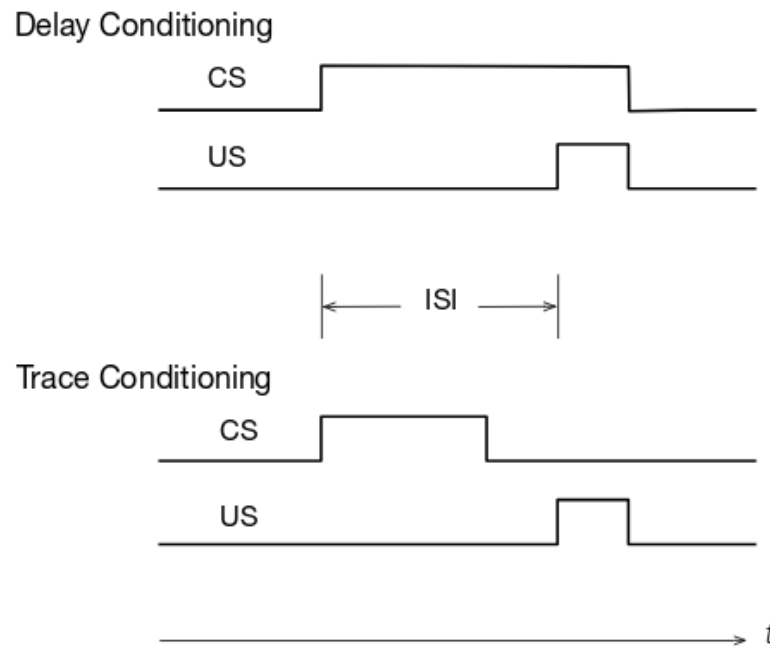 Delay Conditioning
CS
US
ISI
Trace Conditioning
CS
US
t